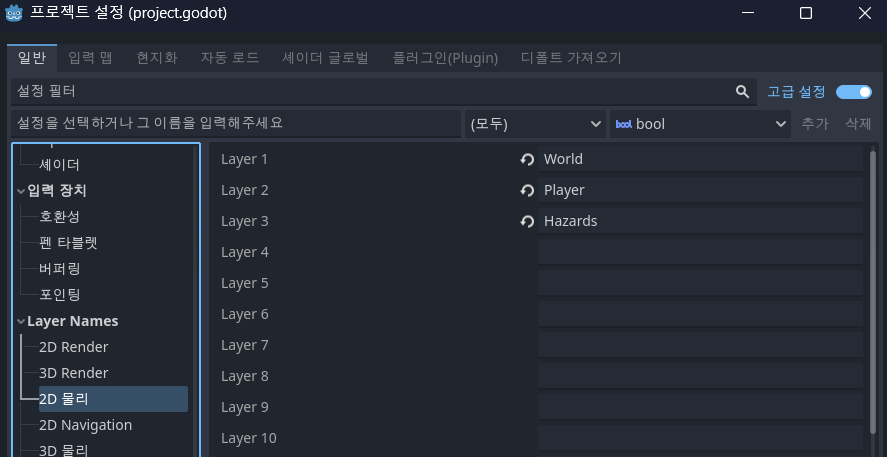 프로젝트 설정 (project.godot)
일반 입력 맵 현지화 자동 로드 셰이더 글로벌 플러그인(Plugin) 디폴트 가져오기
설정 필터 고급 설정
설정을 선택하거나 그 이름을 입력해주세요 (모두) bool bool 추가 삭제
셰이더
입력 장치
호환성
펜 타블렛
버퍼링
포인팅
Layer Names
2D Render
3D Render
2D 물리
2D Navigation
3D 물리
Layer 1 World
Layer 2 Player
Layer 3 Hazards
Layer 4
Layer 5
Layer 6
Layer 7
Layer 8
Layer 9
Layer 10